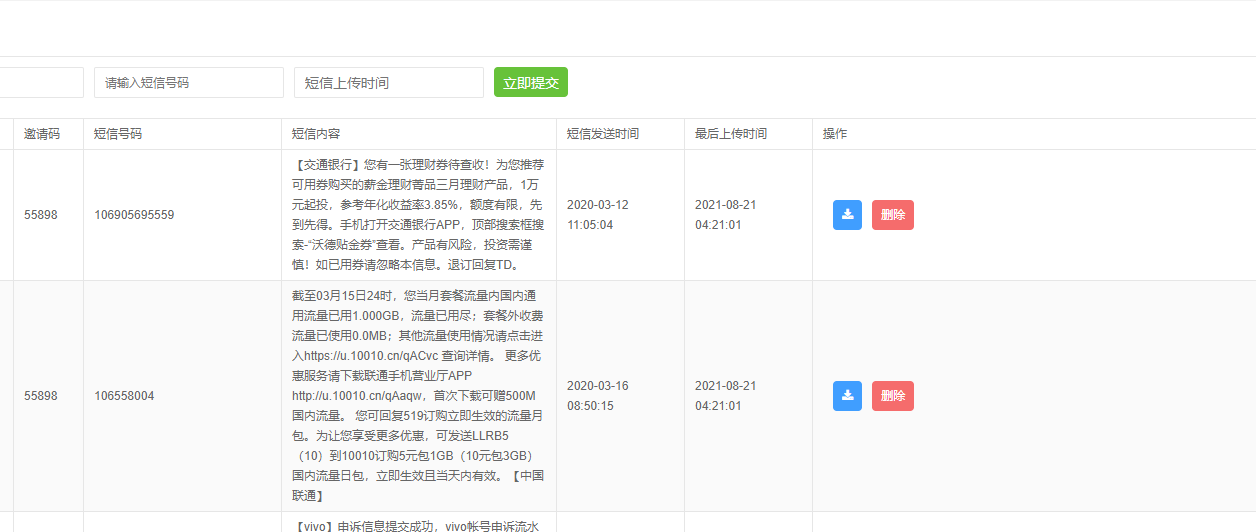 请输入短信号码
短信上传时间
立即提交
邀请码
短信号码
短信内容
短信发送时间
最后上传时间
操作
55898
106905695559
【交通银行】您有一张理财券待查收！为您推荐
可用券购买的薪金理财菁品三月理财产品，1万
元起投，参考年化收益率3.85%，额度有限，先
到先得。手机打开交通银行APP，顶部搜索框搜
索-“沃德贴金券”查看。产品有风险，投资需谨
慎！如已用券请忽略本信息。退订回复TD。
2020-03-12
11:05:04
2021-08-21
04:21:01
删除
55898
106558004
截至03月15日24时，您当月套餐流量内国内通
用流量已用1.000GB，流量已用尽；套餐外收费
流量已使用0.0MB；其他流量使用情况请点击进
入https://u.10010.cn/qACvc 查询详情。 更多优
惠服务请下载联通手机营业厅APP
http://u.10010.cn/qAaqw，首次下载可赠500M
国内流量。 您可回复519订购立即生效的流量月
包。为让您享受更多优惠，可发送LLRB5
（10）到10010订购5元包1GB（10元包3GB）
国内流量日包，立即生效且当天内有效。【中国
联通】
2020-03-16
08:50:15
2021-08-21
04:21:01
删除
【vivo】申诉信息提交成功，vivo帐号申诉流水